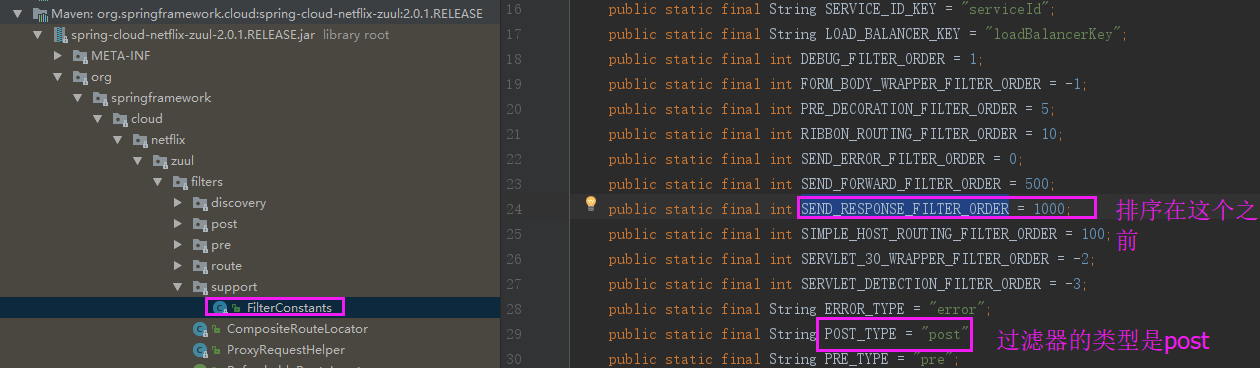 Maven: org.springframework.cloud:spring-cloud-netflix-zuul:2.0.1.RELEASE
spring-cloud-netflix-zuul-2.0.1.RELEASE.jar library root
META-INF
org
springframework
cloud
netflix
zuul
filters
discovery
post
pre
route
support
FilterConstants
CompositeRouteLocator
ProxyRequestHelper
16 public static final String SERVICE_ID_KEY = "serviceId";
17 public static final String LOAD_BALANCER_KEY = "loadBalancerKey";
18 public static final int DEBUG_FILTER_ORDER = 1;
19 public static final int FORM_BODY_WRAPPER_FILTER_ORDER = -1;
20 public static final int PRE_DECORATION_FILTER_ORDER = 5;
21 public static final int RIBBON_ROUTING_FILTER_ORDER = 10;
22 public static final int SEND_ERROR_FILTER_ORDER = 0;
23 public static final int SEND_FORWARD_FILTER_ORDER = 500;
24 public static final int SEND_RESPONSE_FILTER_ORDER = 1000;
排序在这个之
前
25 public static final int SIMPLE_HOST_ROUTING_FILTER_ORDER = 100;
26 public static final int SERVLET_30_WRAPPER_FILTER_ORDER = -2;
27 public static final int SERVLET_DETECTION_FILTER_ORDER = -3;
28 public static final String ERROR_TYPE = "error";
29 public static final String POST_TYPE = "post"
过滤器的类型是post
30 public static final String PRE_TYPE = "pre";